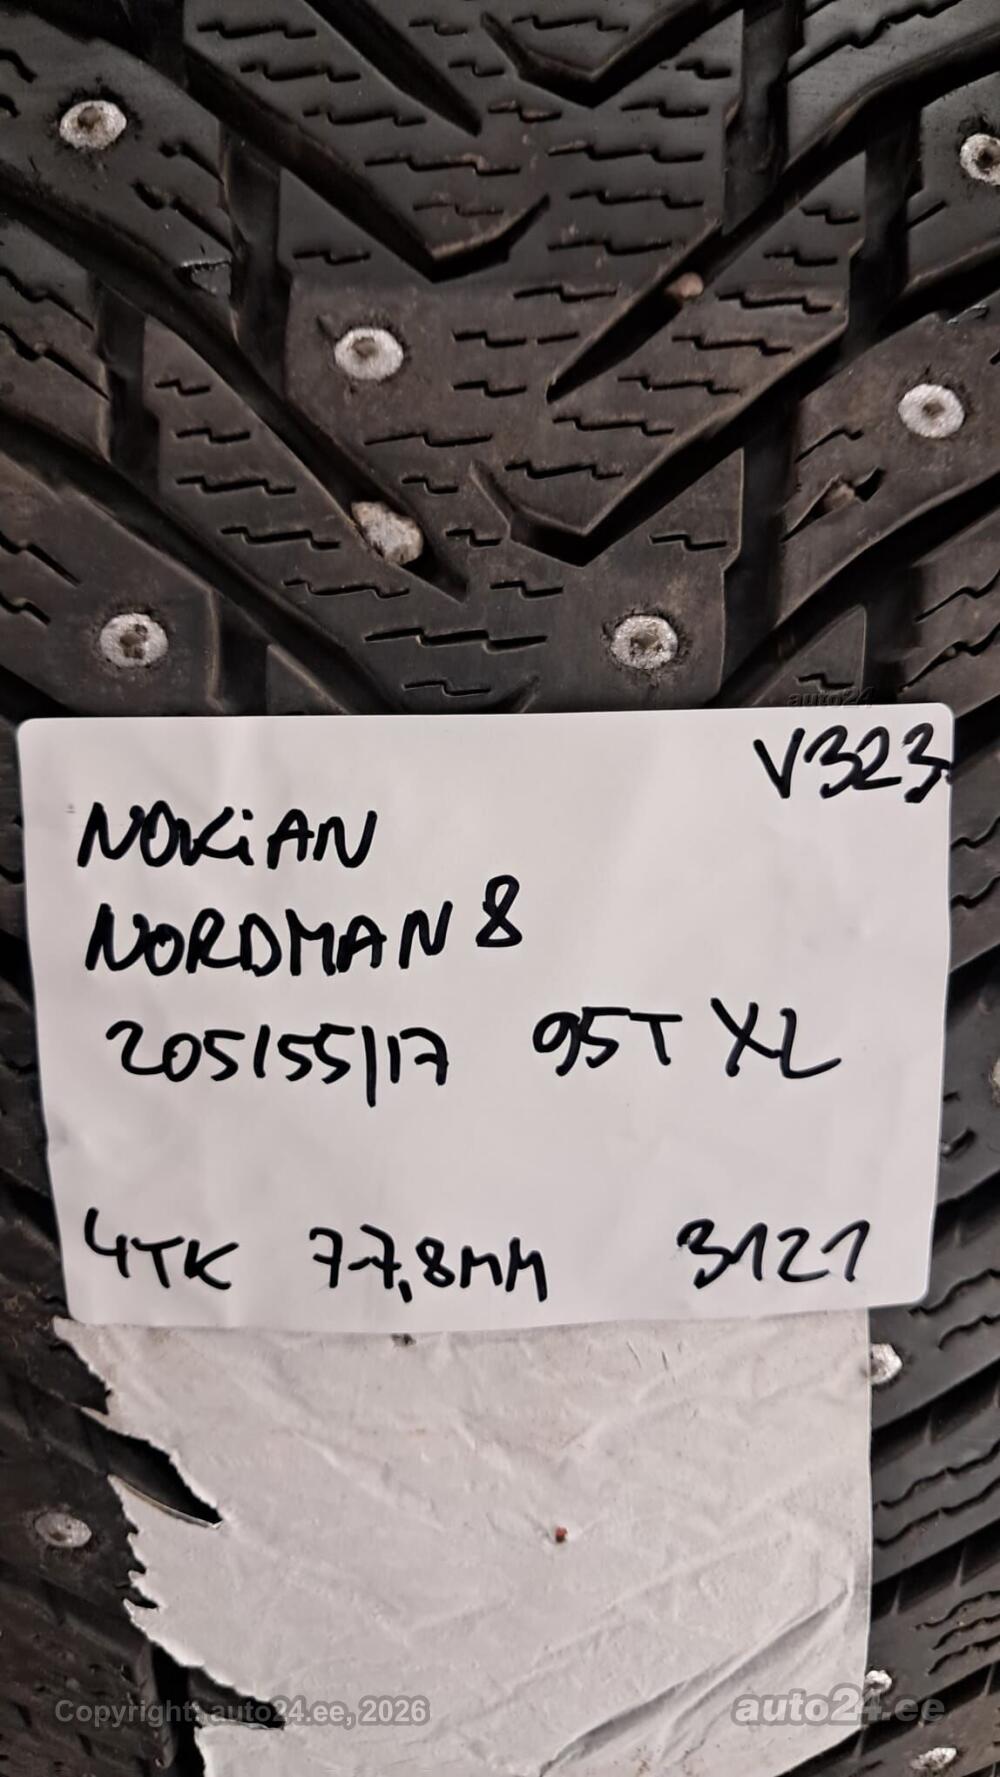 auto24
V323
NOKiAN
NORDMAN 8
205/55/17 95T XL
4TK 7-7,8MM 3121
Copyright: auto24.ee, 2026
auto24.ee